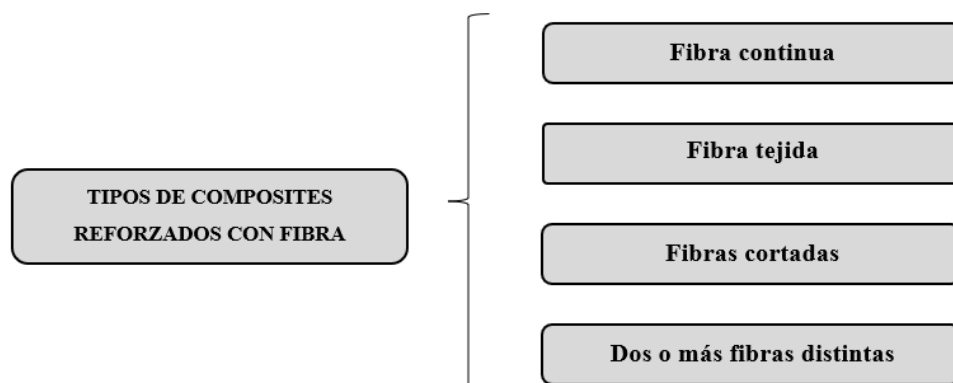 TIPOS DE COMPOSITES
REFORZADOS CON FIBRA
Fibra continua
Fibra tejida
Fibras cortadas
Dos o más fibras distintas